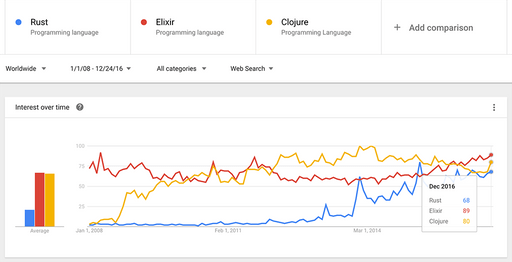 Rust
Programming language
Elixir
Programming language
Clojure
Programming Language
+ Add comparison
Worldwide
1/1/08 - 12/24/16
All categories
Web Search
Interest over time
100
75
50
25
Average
Jan 1, 2008
Feb 1, 2011
Mar 1, 2014
Dec 2016
Rust 68
Elixir 89
Clojure 80